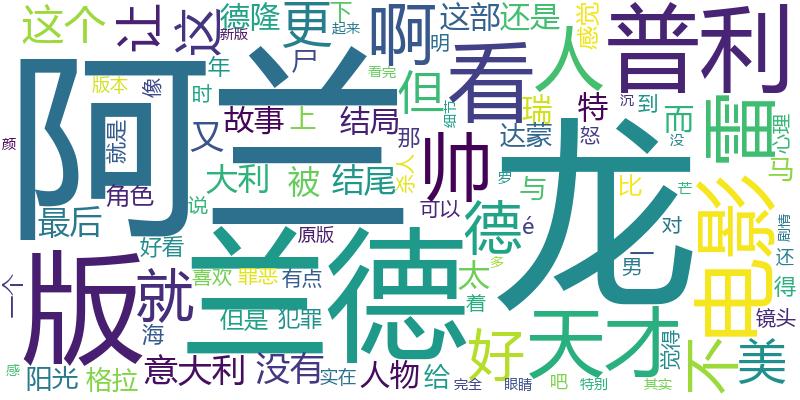 这个
让
这
德隆
更
下
起来
新版
明
啊
这部
还是
感觉
普利
版本
像
年
时
尸
但
看完
看
人
瑞
特
沉
到
而
雷
颜
阿兰
就是
又
故事
上
结局
那
细节
达蒙
怒
没
马
心理
角色
大利
被
结尾
帅
杀人
罗
与
龙
比
芒
最后
说
原版
可以
德
é
男
一
对
电影
剧情
还
一个
版
好看
就
兰德
喜欢
罪恶
有点
太
多
着
得
海
但是
犯罪
好
天才
觉得
不
镜头
美
感
阳光
格拉
意大利
没有
实在
人物
给
完全
眼睛
吧
特别
其实